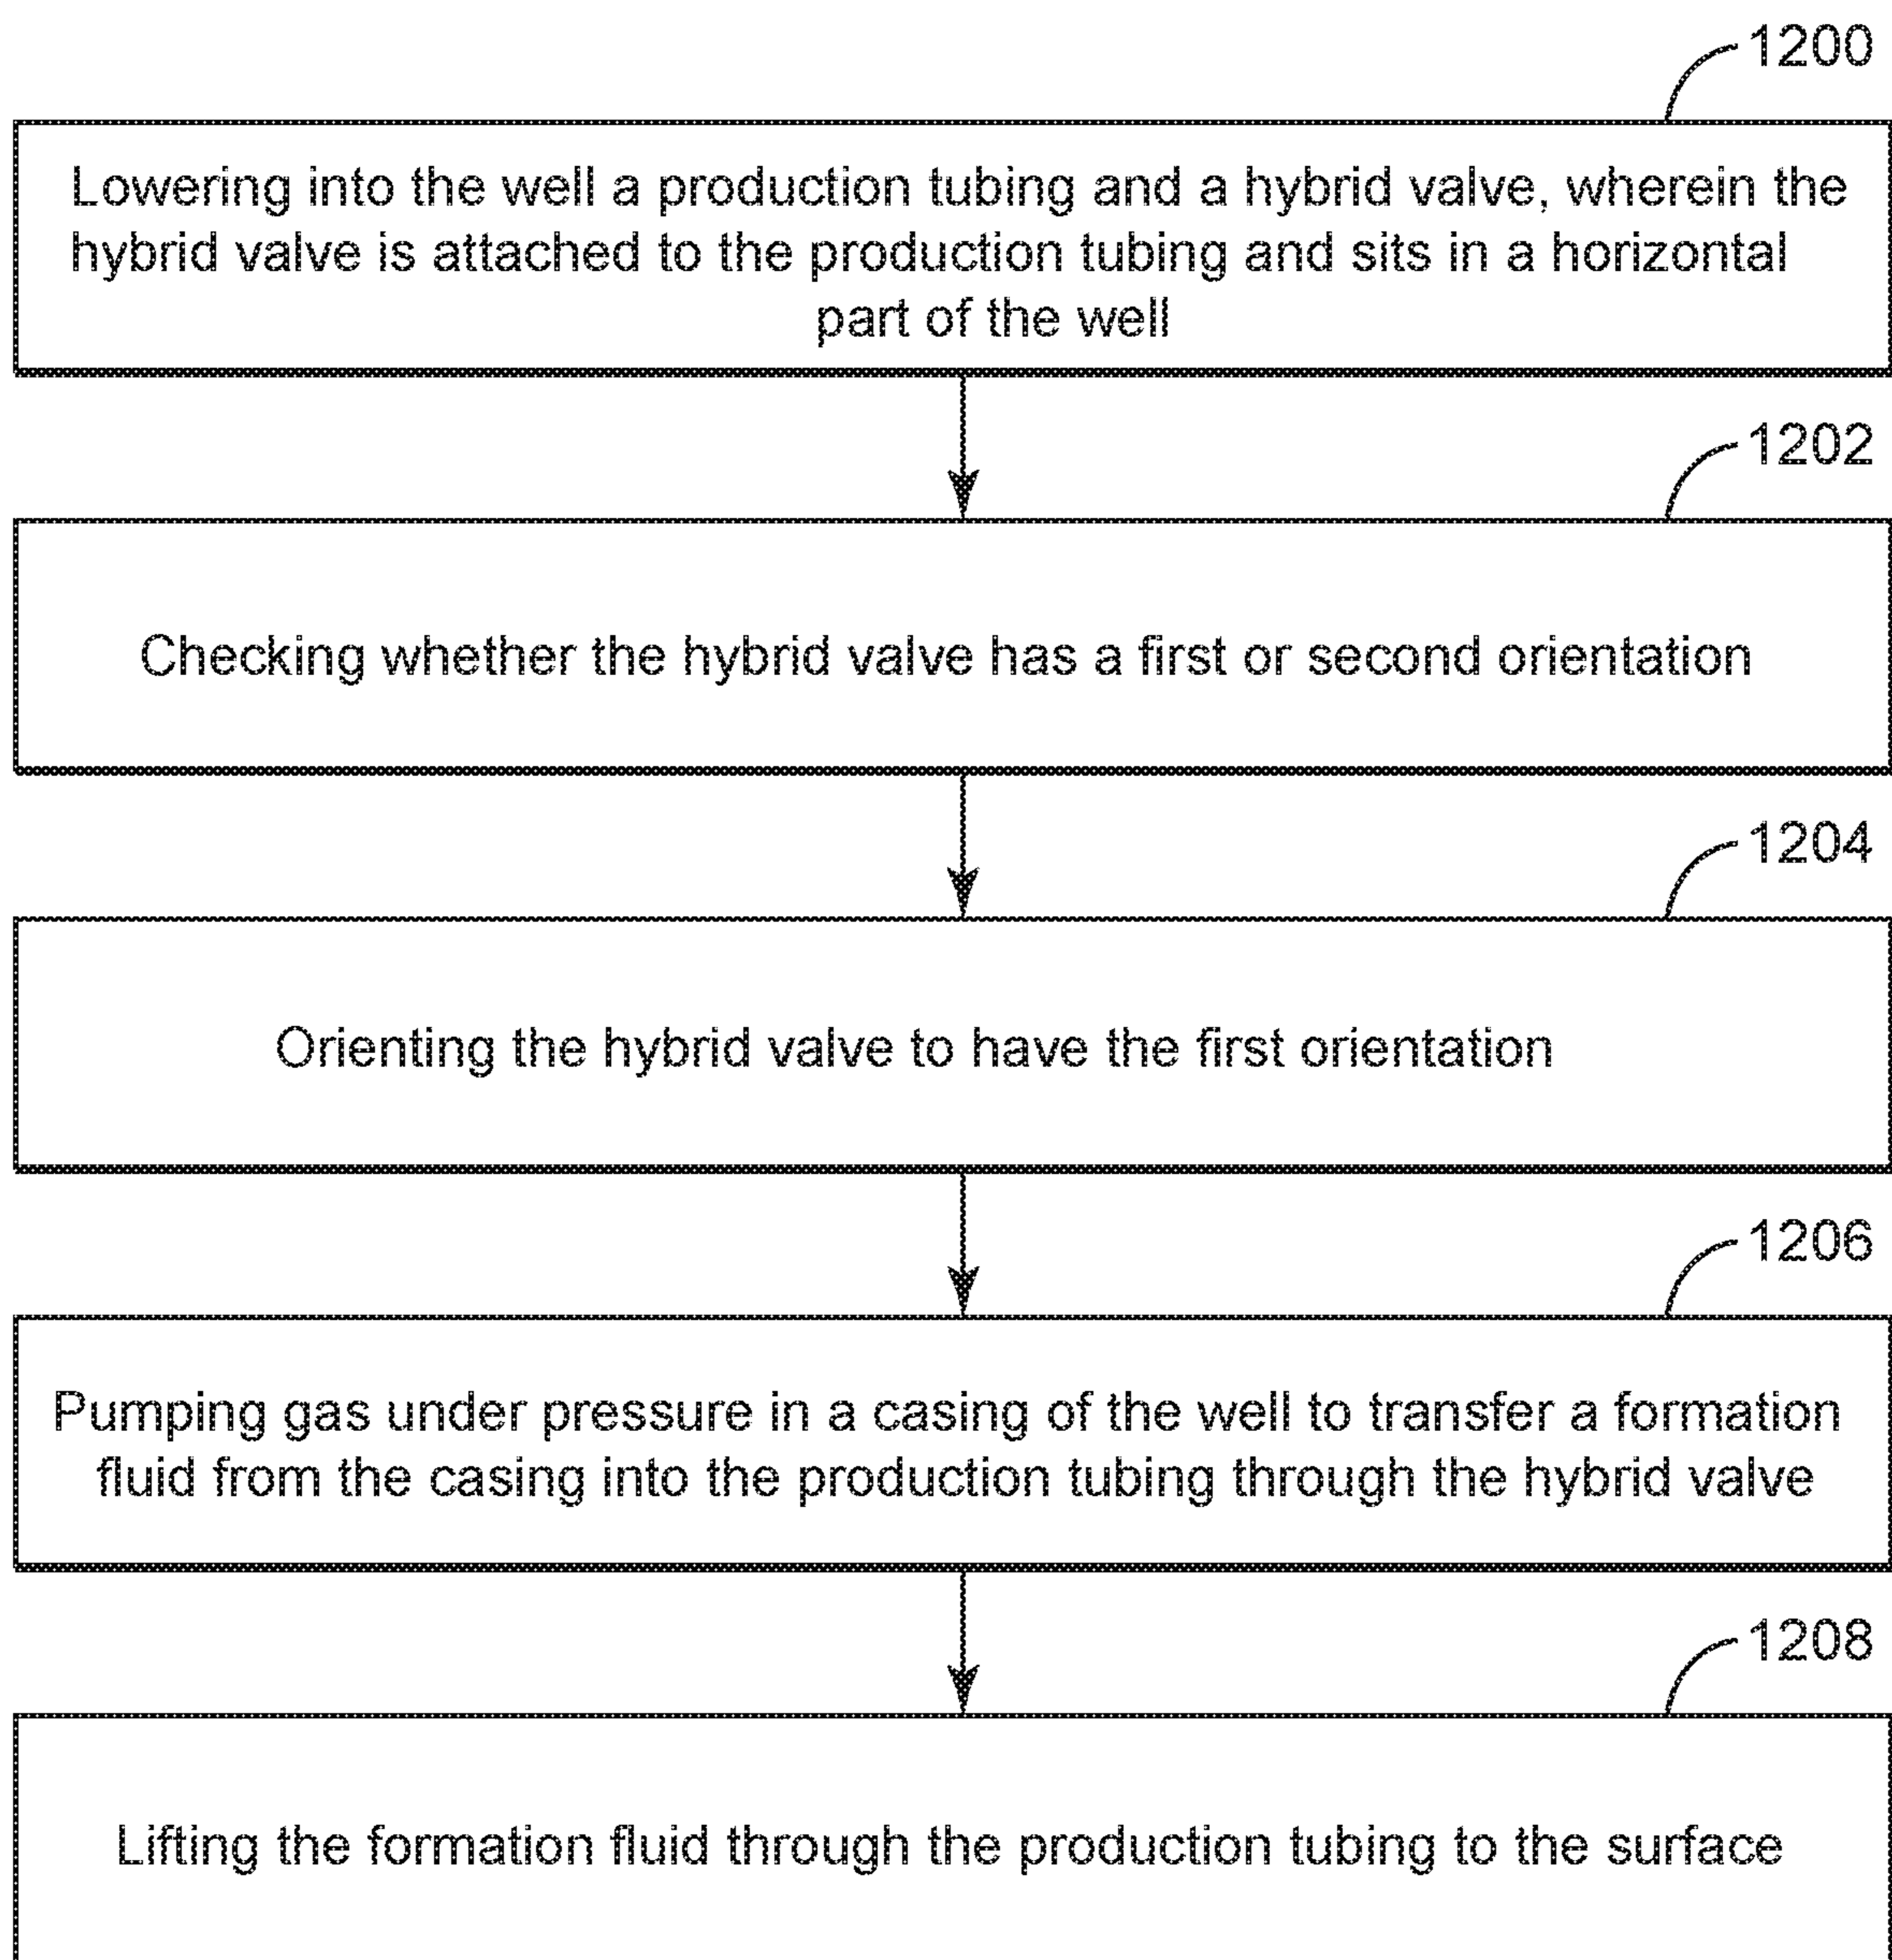 1200
Lowering into the well a production tubing and a hybrid valve, wherein the
hybrid valve is attached to the production tubing and sits in a horizontal
part of the well
1202
Checking whether the hybrid valve has a first or second orientation
1204
Orienting the hybrid valve to have the first orientation
1206
Pumping gas under pressure in a casing of the well to transfer a formation
fluid from the casing into the production tubing through the hybrid valve
1208
Lifting the formation fluid through the production tubing to the surface